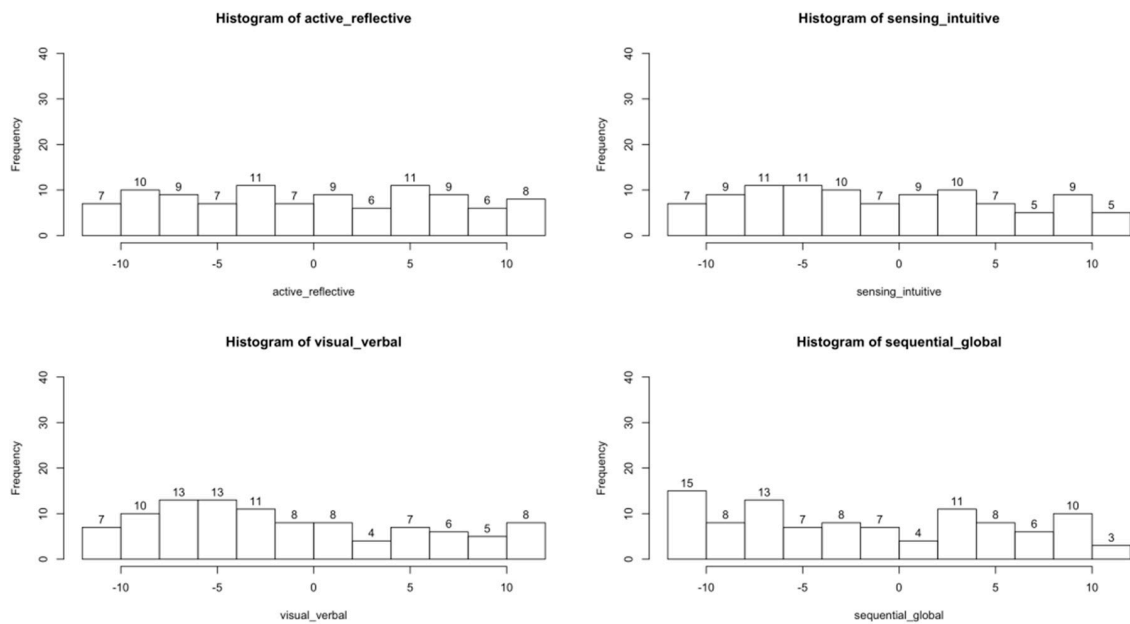 Histogram of active_reflective
Frequency
40
30
20
10
0
7 10 9 7 11 7 9 6 11 9 6 8
-10 -5 0 5 10
active_reflective
Histogram of sensing_intuitive
Frequency
40
30
20
10
0
7 9 11 11 10 7 9 10 7 5 9 5
-10 -5 0 5 10
sensing_intuitive
Histogram of visual_verbal
Frequency
40
30
20
10
0
7 10 13 13 11 8 8 4 7 6 5 8
-10 -5 0 5 10
visual_verbal
Histogram of sequential_global
Frequency
40
30
20
10
0
15 8 13 7 8 7 4 11 8 6 10 3
-10 -5 0 5 10
sequential_global